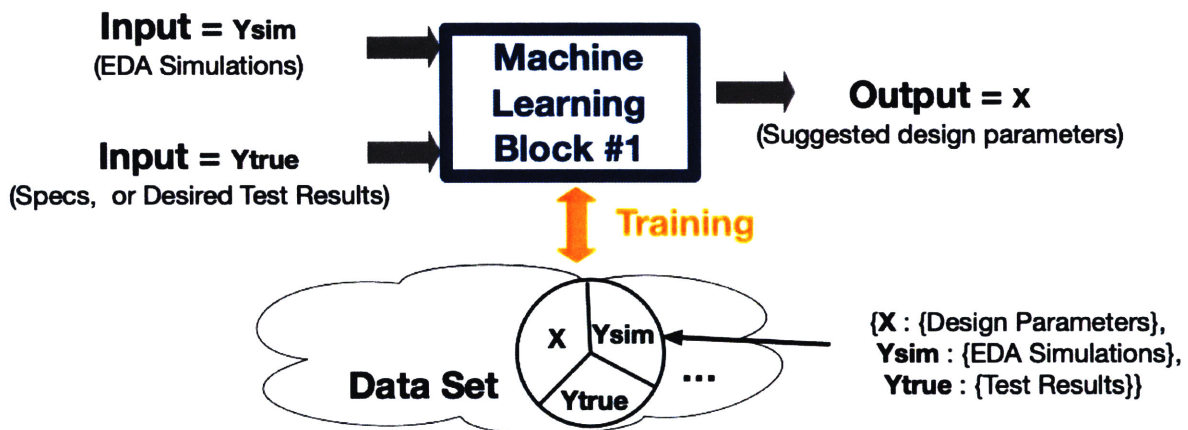 Input = Ysim
(EDA Simulations)
Input = Ytrue
(Specs, or Desired Test Results)
Machine
Learning
Block #1
Output = x
(Suggested design parameters)
Training
X
Ysim
Ytrue
...
Data Set
{X : {Design Parameters},
Ysim : {EDA Simulations},
Ytrue : {Test Results}}